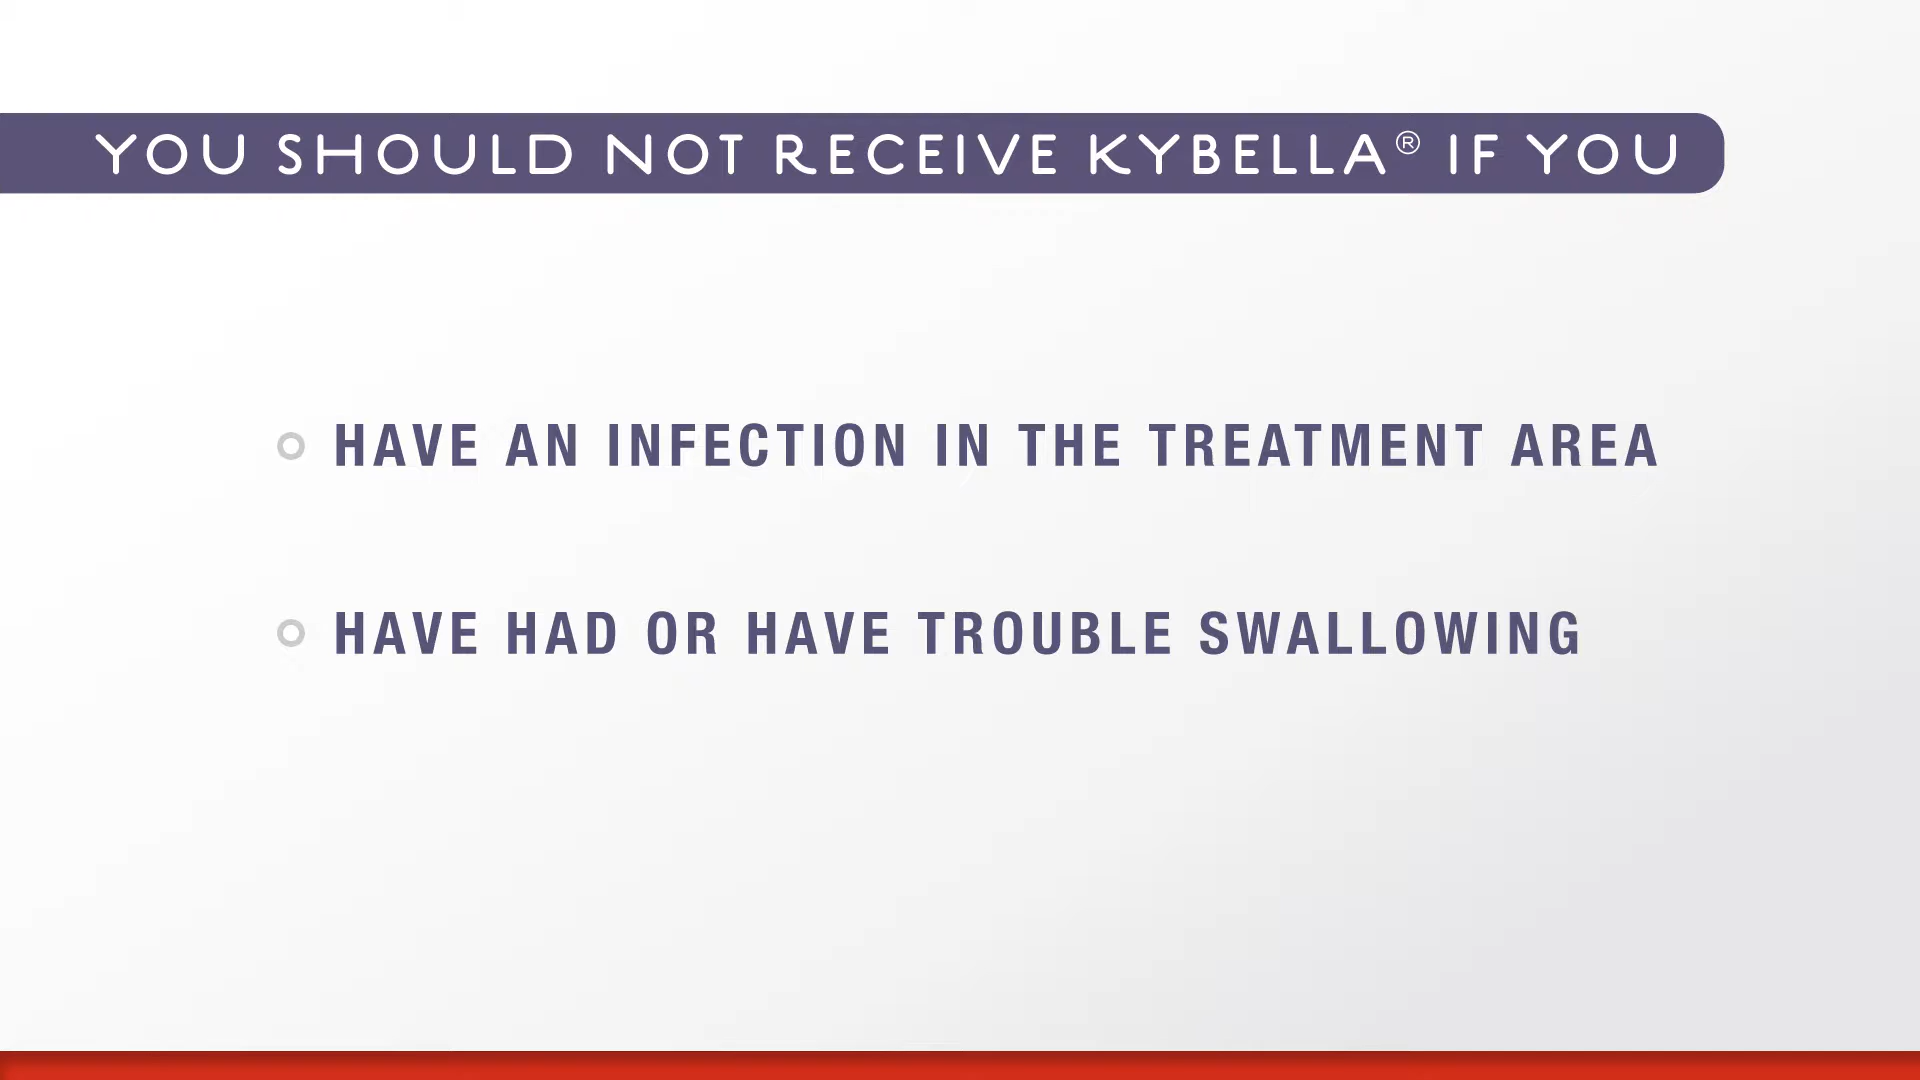 YOU SHOULD NOT RECEIVE KYBELLA® IF YOU
HAVE AN INFECTION IN THE TREATMENT AREA
HAVE HAD OR HAVE TROUBLE SWALLOWING